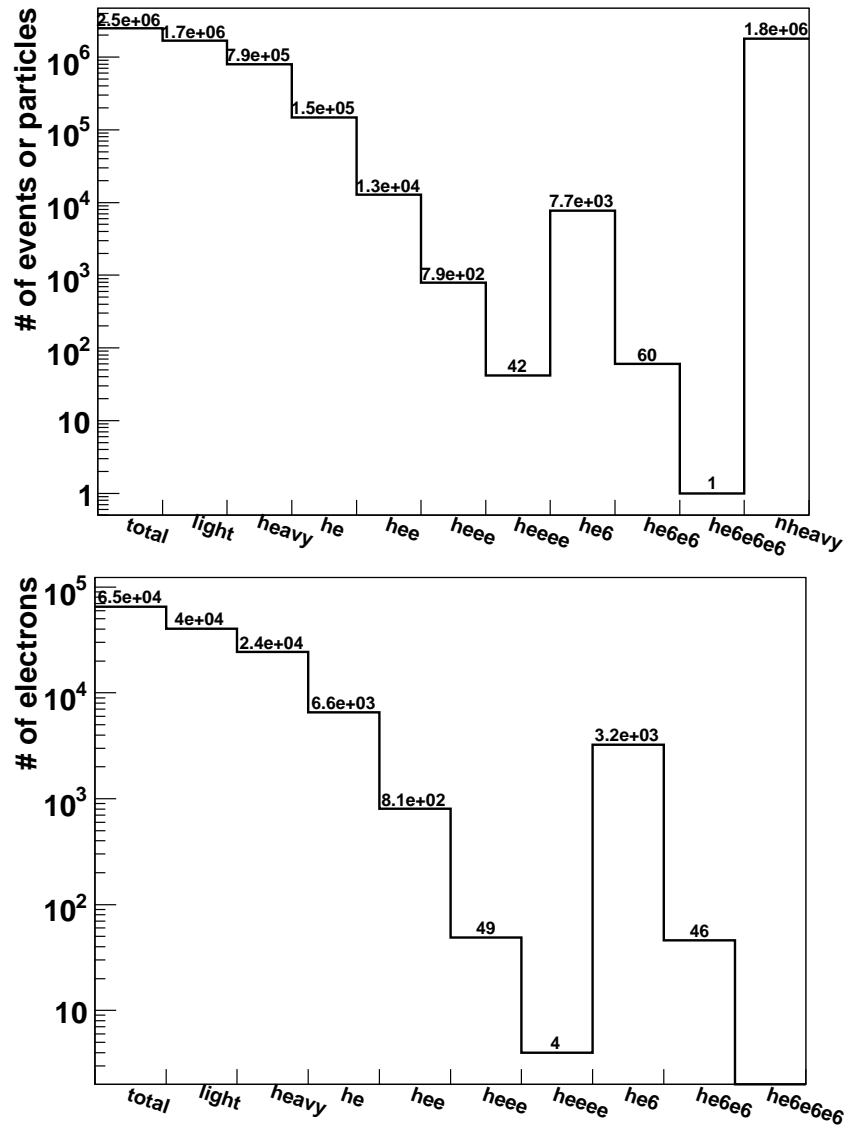 # of events or particles
10^6
10^5
10^4
10^3
10^2
10
1
2.5e+06
1.7e+06
7.9e+05
1.5e+05
1.3e+04
7.9e+02
42
7.7e+03
60
1
1.8e+06
total light heavy he hee heee heeee he6 he6e6 he6e6e6 nheavy
# of electrons
10^5
10^4
10^3
10^2
10
6.5e+04
4e+04
2.4e+04
6.6e+03
8.1e+02
49
4
3.2e+03
46
total light heavy he hee heee heeee he6 he6e6 he6e6e6